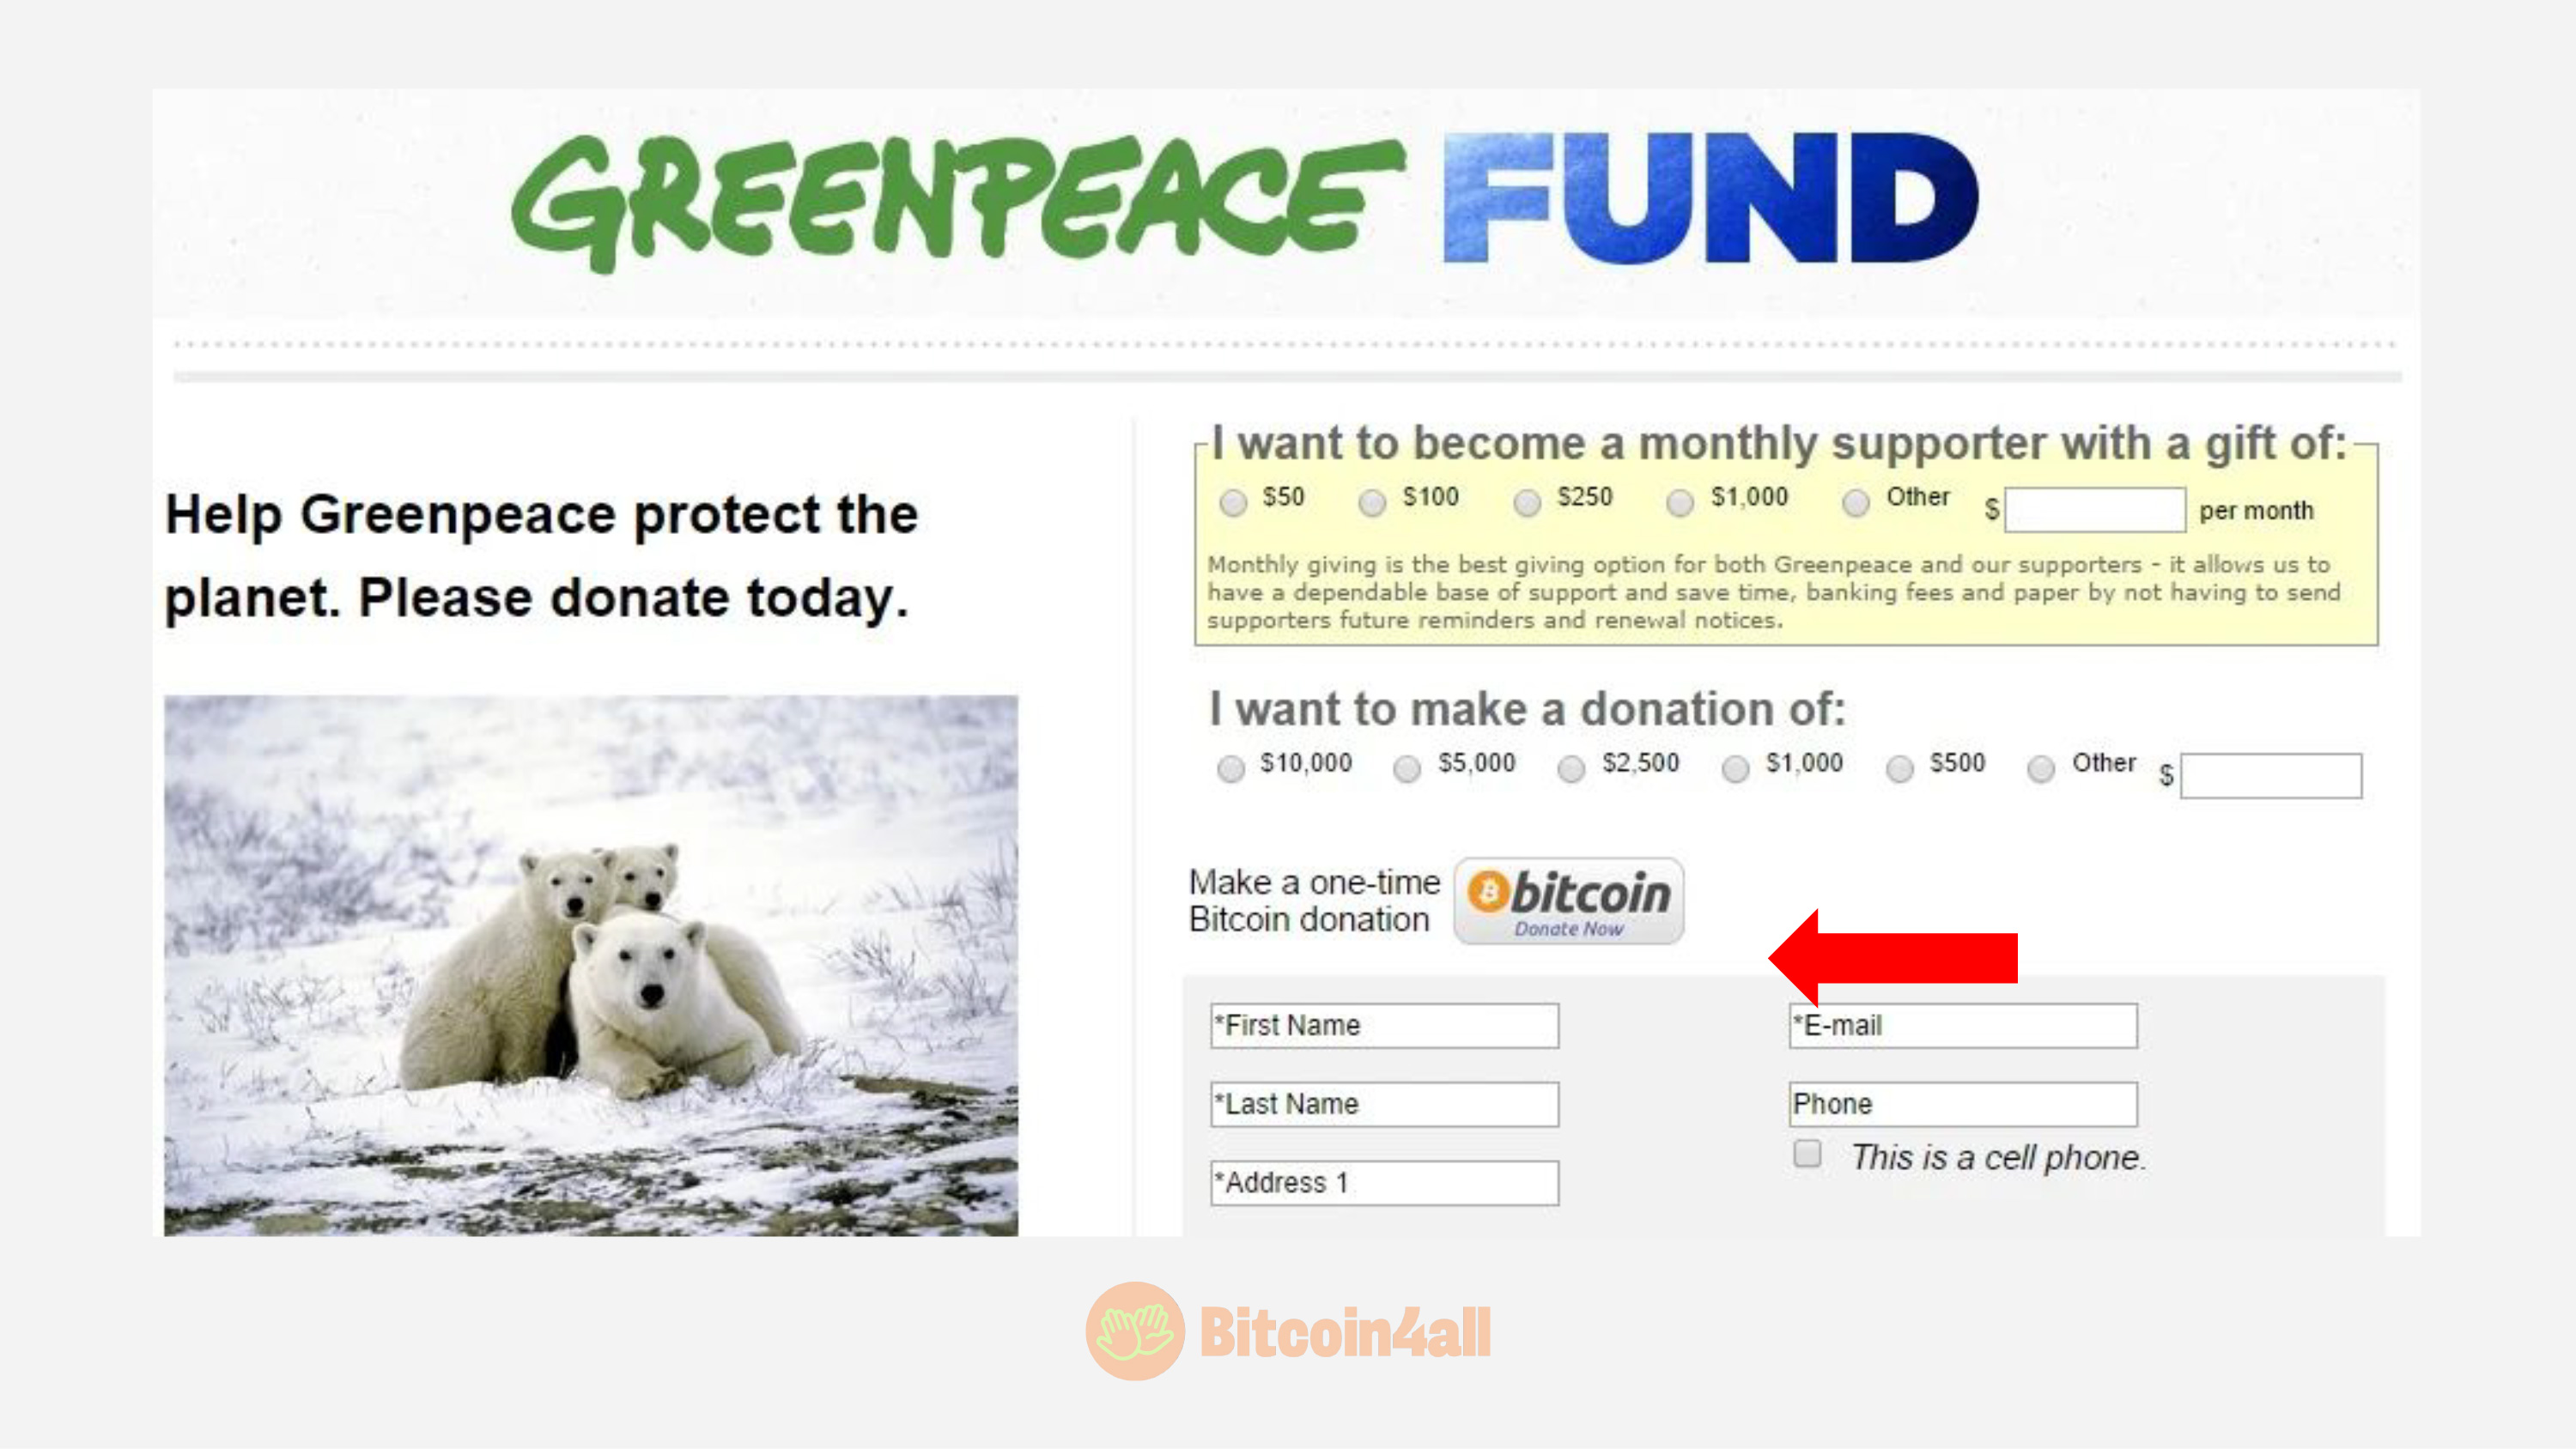 GREENPEACE FUND
Help Greenpeace protect the
planet. Please donate today.
I want to become a monthly supporter with a gift of:
$50 $100 $250 $1,000 Other $ per month
Monthly giving is the best giving option for both Greenpeace and our supporters - it allows us to
have a dependable base of support and save time, banking fees and paper by not having to send
supporters future reminders and renewal notices.
I want to make a donation of:
$10,000 $5,000 $2,500 $1,000 $500 Other $
Make a one-time
Bitcoin donation
bitcoin
Donate Now
*First Name
*E-mail
*Last Name
Phone
This is a cell phone.
*Address 1
Bitcoin4all